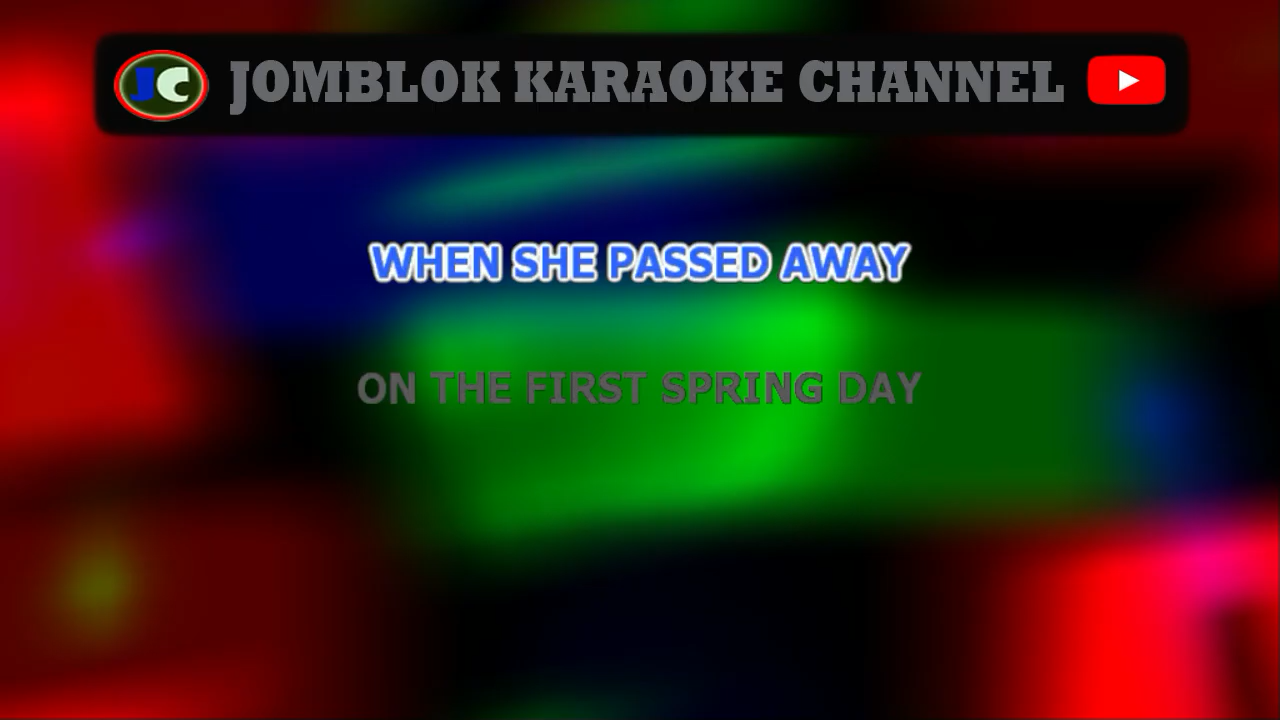 JC JOMBLOK KARAOKE CHANNEL
WHEN SHE PASSED AWAY
ON THE FIRST SPRING DAY